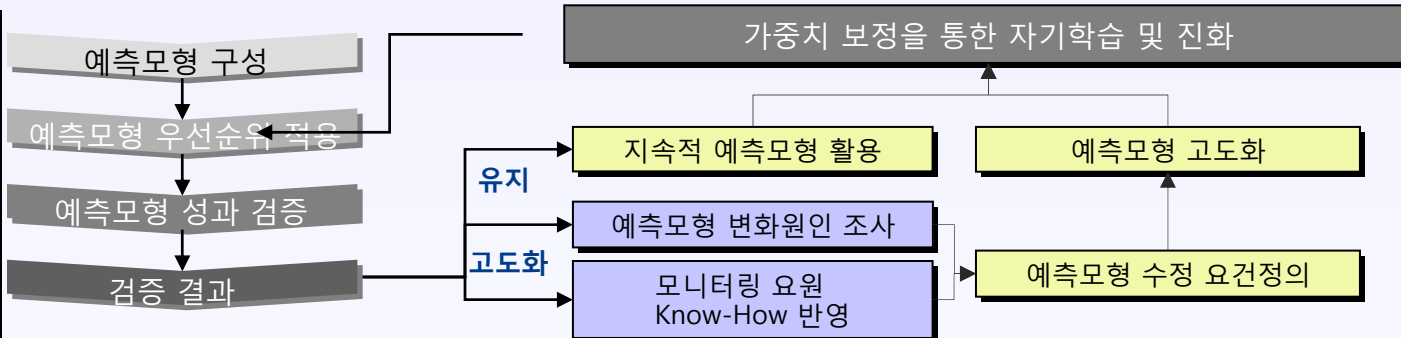 가중치 보정을 통한 자기학습 및 진화
예측모형 구성
예측모형 우선순위 적용
예측모형 성과 검증
검증 결과
유지
고도화
지속적 예측모형 활용
예측모형 변화원인 조사
모니터링 요원
Know-How 반영
예측모형 고도화
예측모형 수정 요건정의